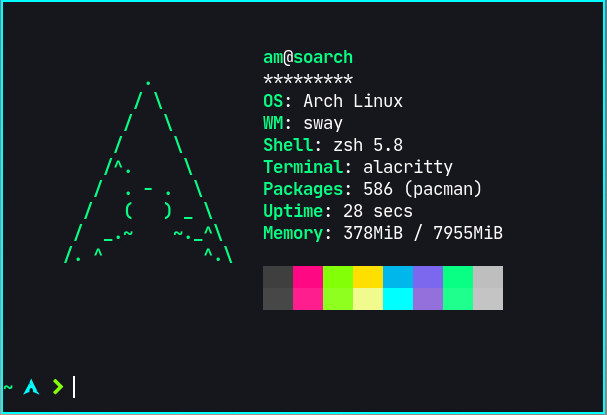 am@soarch
*********
OS: Arch Linux
WM: sway
Shell: zsh 5.8
Terminal: alacritty
Packages: 586 (pacman)
Uptime: 28 secs
Memory: 378MiB / 7955MiB
~ ❯